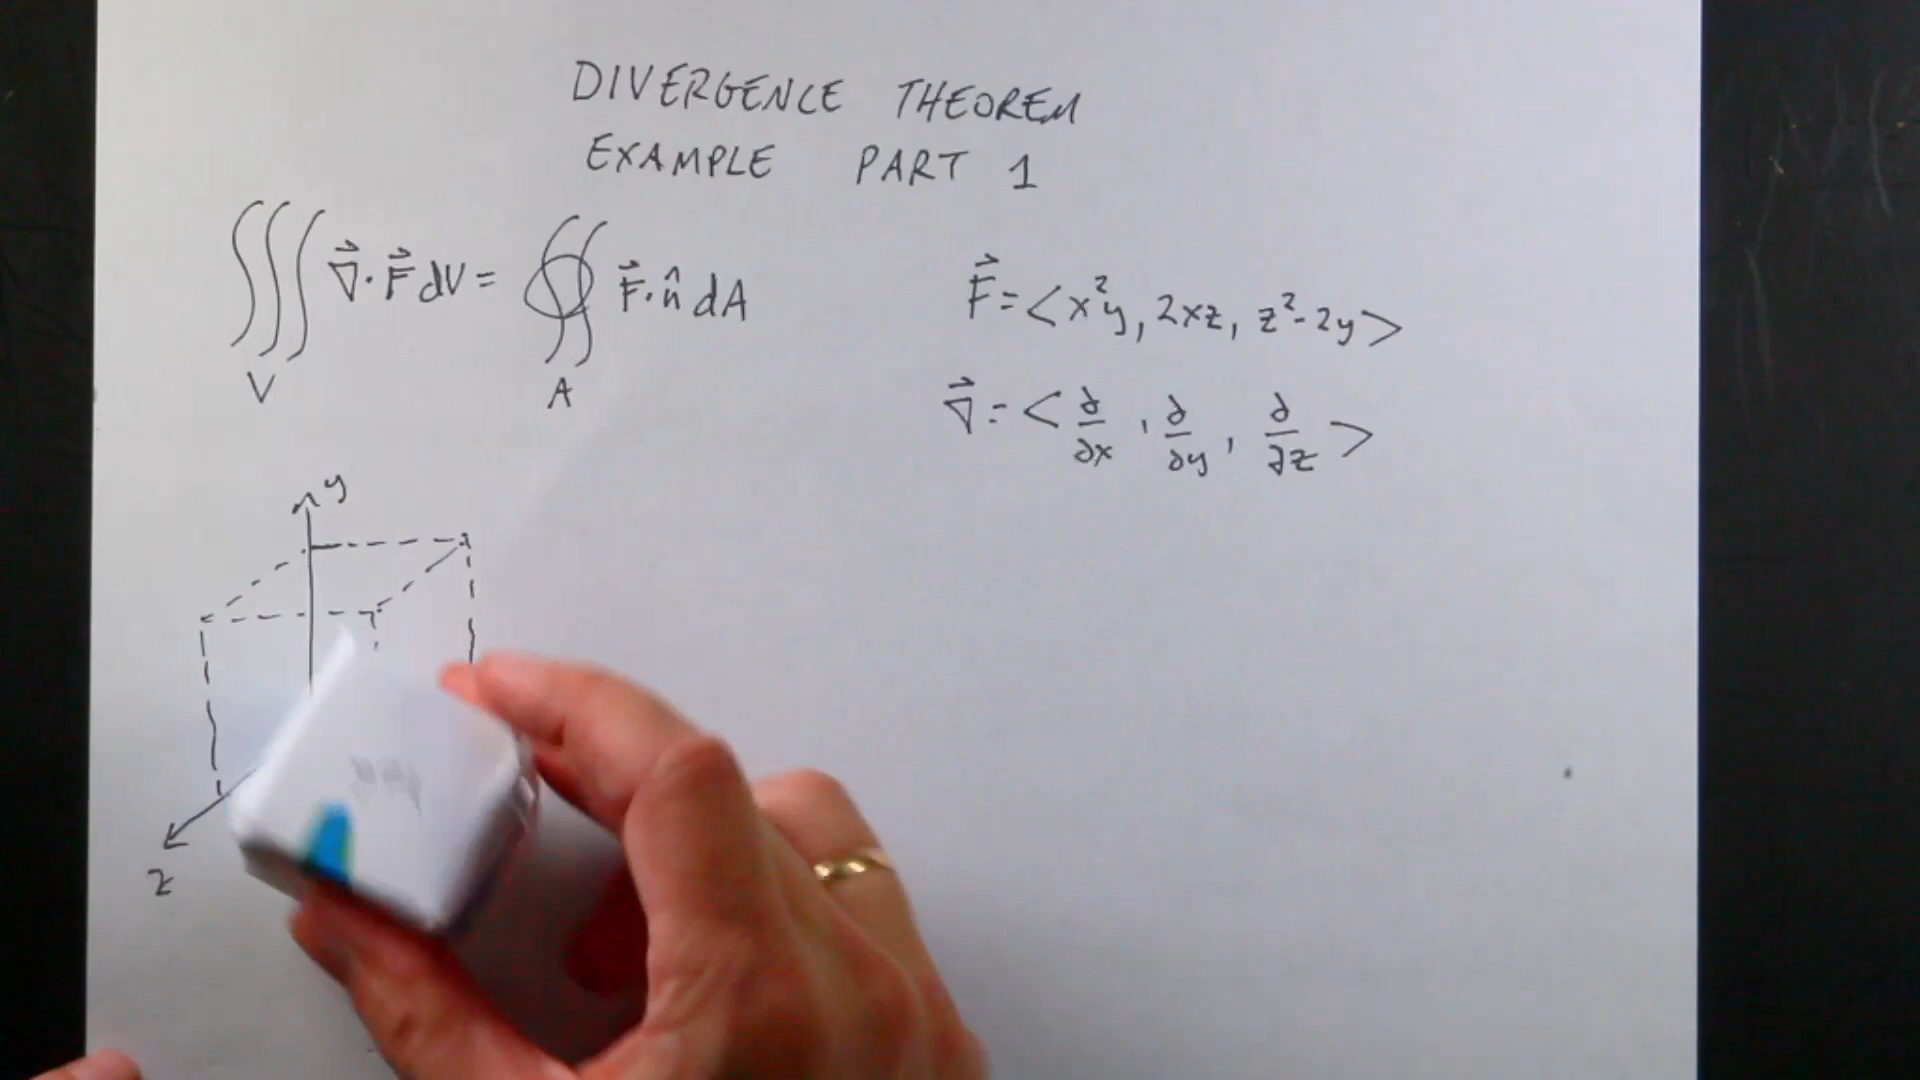 DIVERGENCE THEOREM
EXAMPLE PART 1
∭ ∇⃗·F⃗ dV = ∯ F⃗·n̂ dA
V A
F⃗ = <x²y, 2xz, z²-2y>
∇⃗ = <∂/∂x, ∂/∂y, ∂/∂z>
y
z